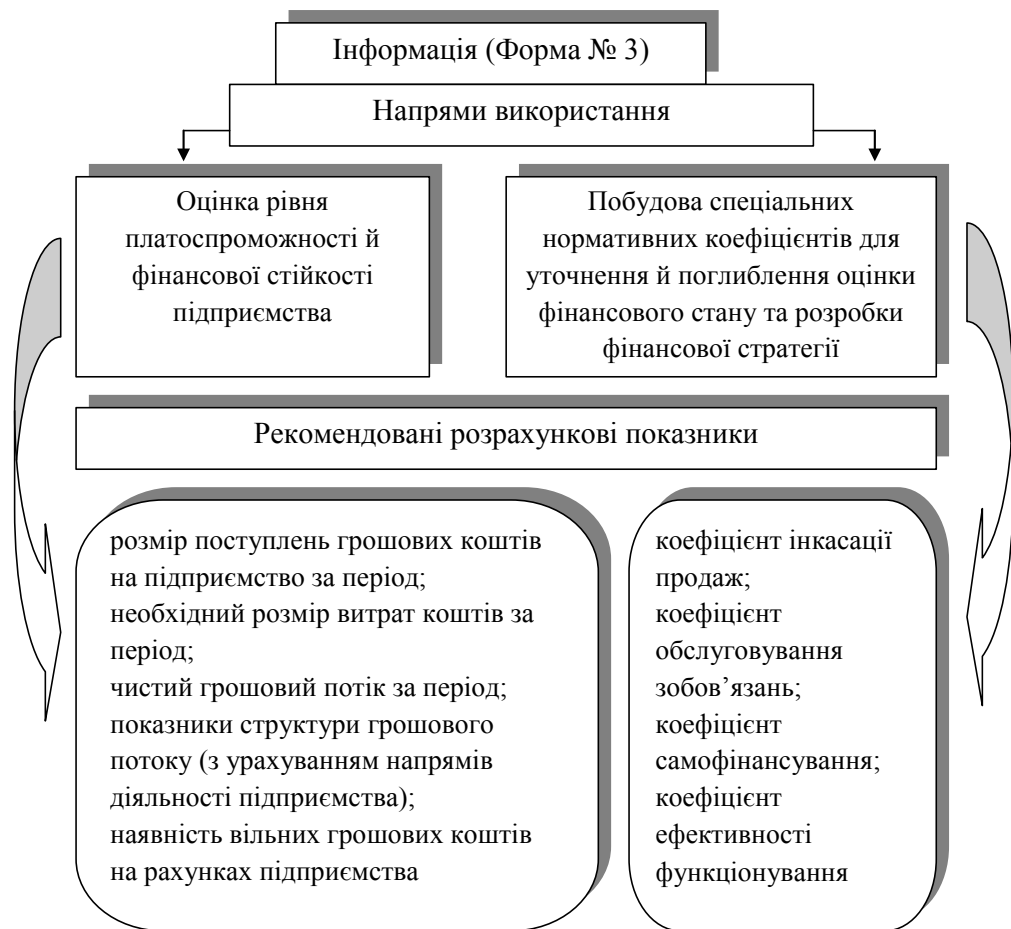 Інформація (Форма № 3)
Напрями використання
Оцінка рівня
платоспроможності й
фінансової стійкості
підприємства
Побудова спеціальних
нормативних коефіцієнтів для
уточнення й поглиблення оцінки
фінансового стану та розробки
фінансової стратегії
Рекомендовані розрахункові показники
розмір поступлень грошових коштів
на підприємство за період;
необхідний розмір витрат коштів за
період;
чистий грошовий потік за період;
показники структури грошового
потоку (з урахуванням напрямів
діяльності підприємства);
наявність вільних грошових коштів
на рахунках підприємства
коефіцієнт інкасації
продаж;
коефіцієнт
обслуговування
зобов’язань;
коефіцієнт
самофінансування;
коефіцієнт
ефективності
функціонування